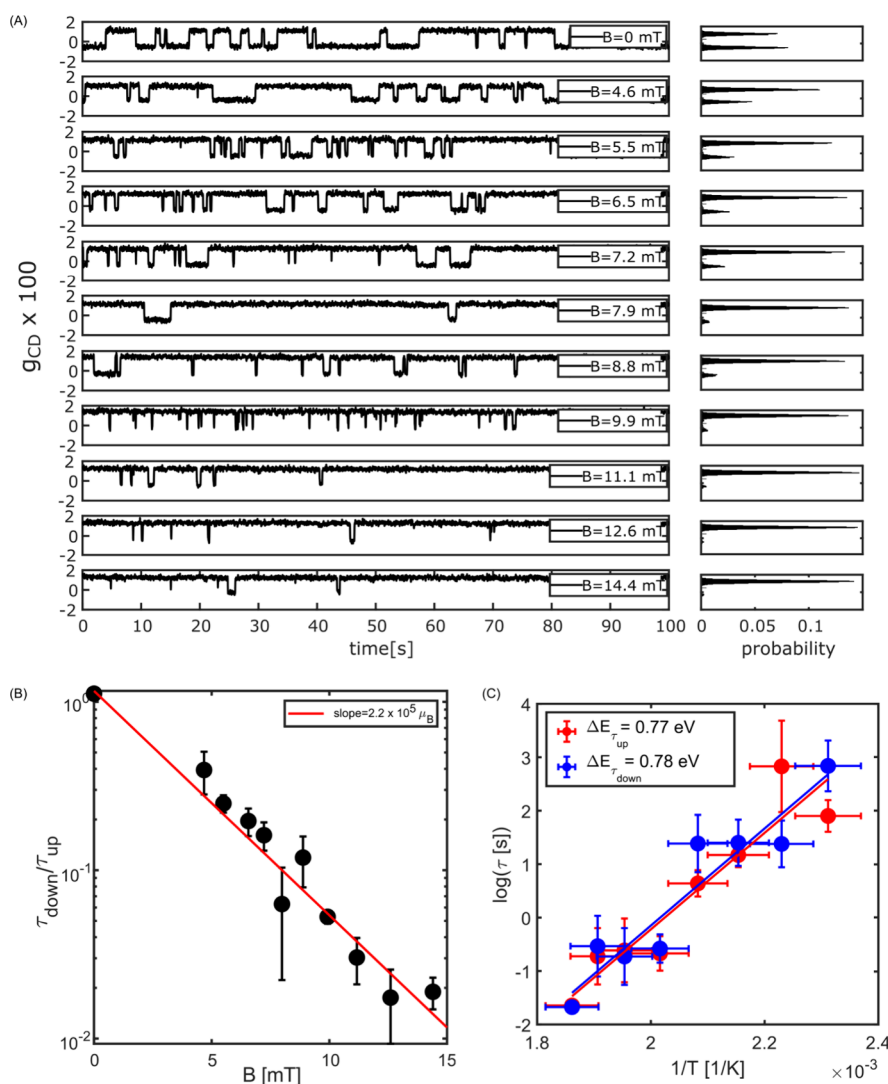 (A)
g_CD x 100
2
0
-2
B=0 mT
2
0
-2
B=4.6 mT
2
0
-2
B=5.5 mT
2
0
-2
B=6.5 mT
2
0
-2
B=7.2 mT
2
0
-2
B=7.9 mT
2
0
-2
B=8.8 mT
2
0
-2
B=9.9 mT
2
0
-2
B=11.1 mT
2
0
-2
B=12.6 mT
2
0
-2
B=14.4 mT
0 10 20 30 40 50 60 70 80 90 100
time[s]
0 0.05 0.1
probability
(B)
τ_down/τ_up
10^0
10^-1
10^-2
slope=2.2 x 10^5 μ_B
0 5 10 15
B [mT]
(C)
log(τ [s])
4
3
2
1
0
-1
-2
ΔE_τ_up = 0.77 eV
ΔE_τ_down = 0.78 eV
1.8 2 2.2 2.4
× 10^-3
1/T [1/K]